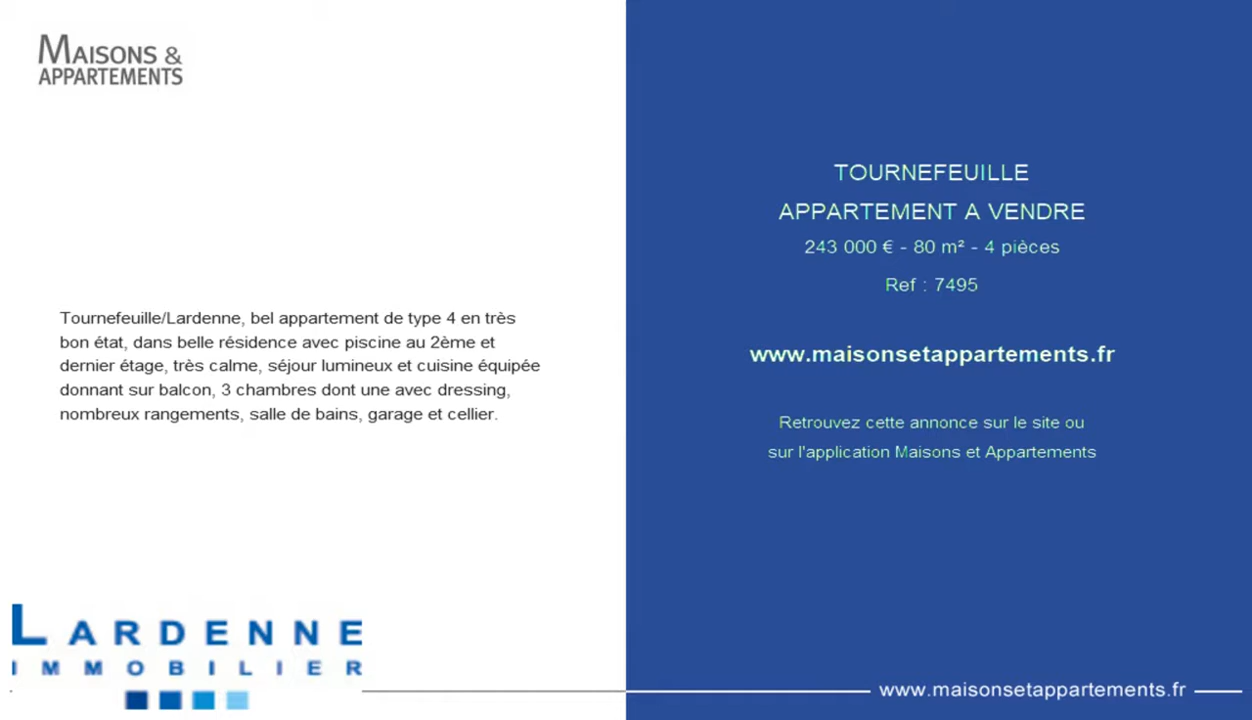 MAISONS &
APPARTEMENTS
Tournefeuille/Lardenne, bel appartement de type 4 en très
bon état, dans belle résidence avec piscine au 2ème et
dernier étage, très calme, séjour lumineux et cuisine équipée
donnant sur balcon, 3 chambres dont une avec dressing,
nombreux rangements, salle de bains, garage et cellier.
LARDENNE
IMMOBILIER
TOURNEFEUILLE
APPARTEMENT A VENDRE
243 000 € - 80 m² - 4 pièces
Ref : 7495
www.maisonsetappartements.fr
Retrouvez cette annonce sur le site ou
sur l'application Maisons et Appartements
www.maisonsetappartements.fr